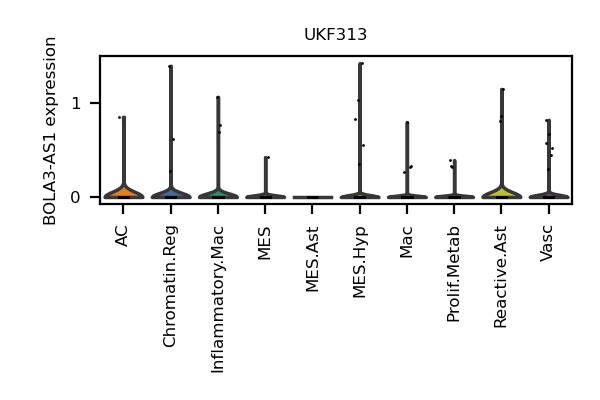 UKF313
BOLA3-AS1 expression
1
0
AC
Chromatin.Reg
Inflammatory.Mac
MES
MES.Ast
MES.Hyp
Mac
Prolif.Metab
Reactive.Ast
Vasc